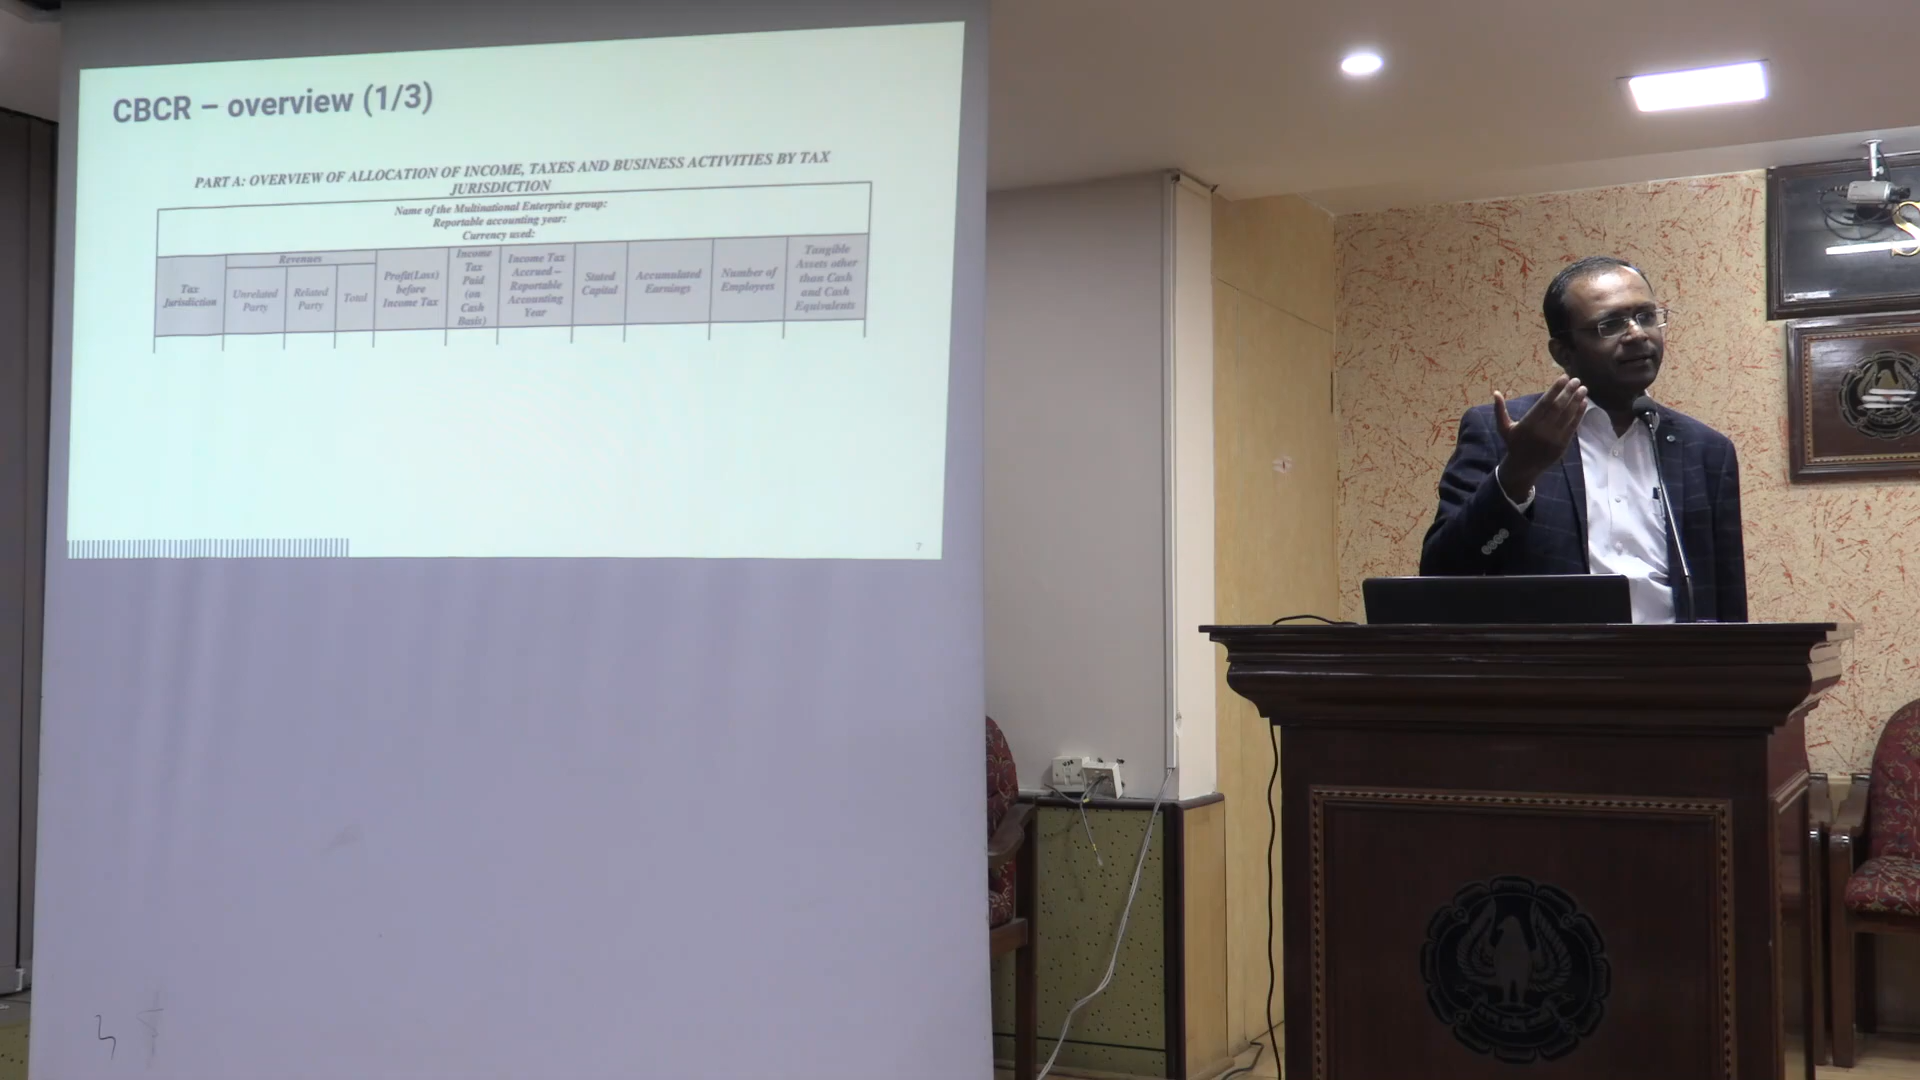 CBCR – overview (1/3)
PART A: OVERVIEW OF ALLOCATION OF INCOME, TAXES AND BUSINESS ACTIVITIES BY TAX
JURISDICTION
Name of the Multinational Enterprise group:
Reportable accounting year:
Currency used:
Tax
Jurisdiction
Revenues
Unrelated
Party
Related
Party
Total
Profit(Loss)
before
Income Tax
Income
Tax
Paid
(on
Cash
Basis)
Income Tax
Accrued –
Reportable
Accounting
Year
Stated
Capital
Accumulated
Earnings
Number of
Employees
Tangible
Assets other
than Cash
and Cash
Equivalents
7